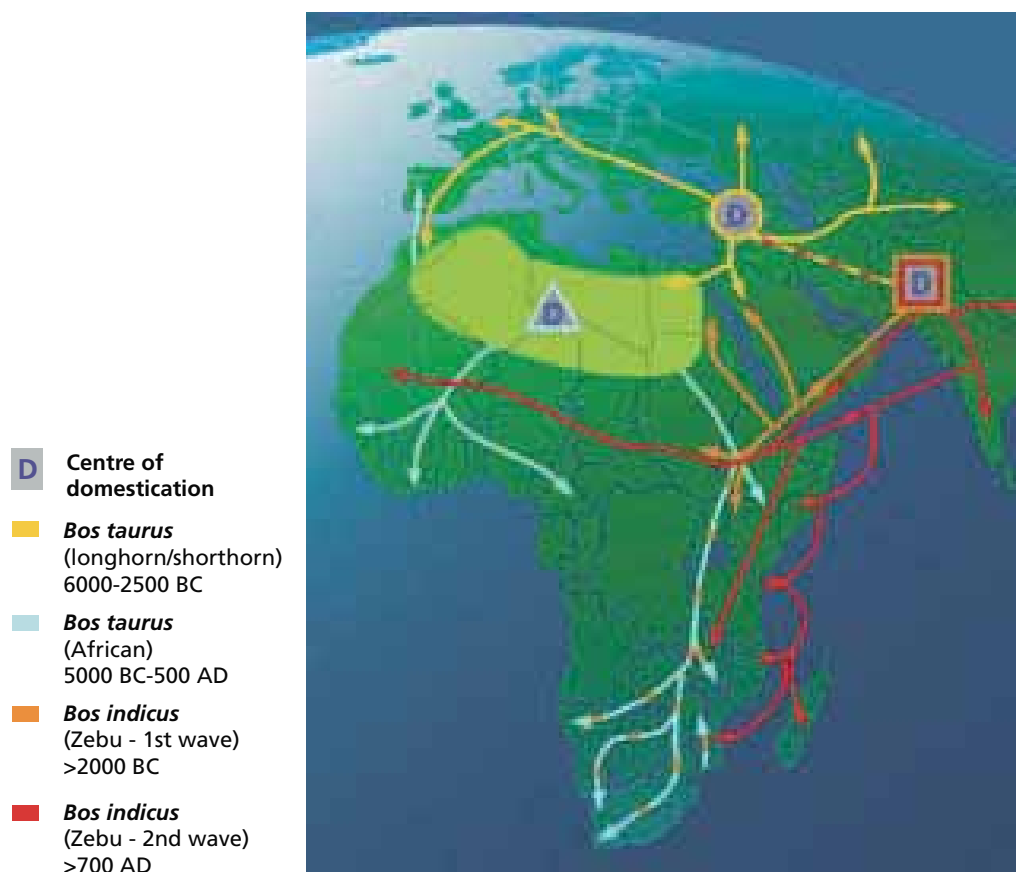 D
D
D
D
Centre of
domestication
Bos taurus
(longhorn/shorthorn)
6000-2500 BC
Bos taurus
(African)
5000 BC-500 AD
Bos indicus
(Zebu - 1st wave)
>2000 BC
Bos indicus
(Zebu - 2nd wave)
>700 AD